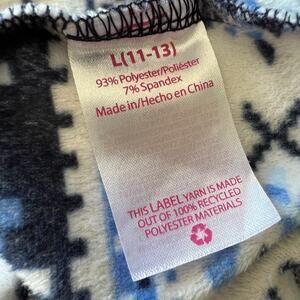 L(11-13)
93% Polyester/Poliéster
7% Spandex
Made in/Hecho en China
THIS LABEL YARN IS MADE
OUT OF 100% RECYCLED
POLYESTER MATERIALS